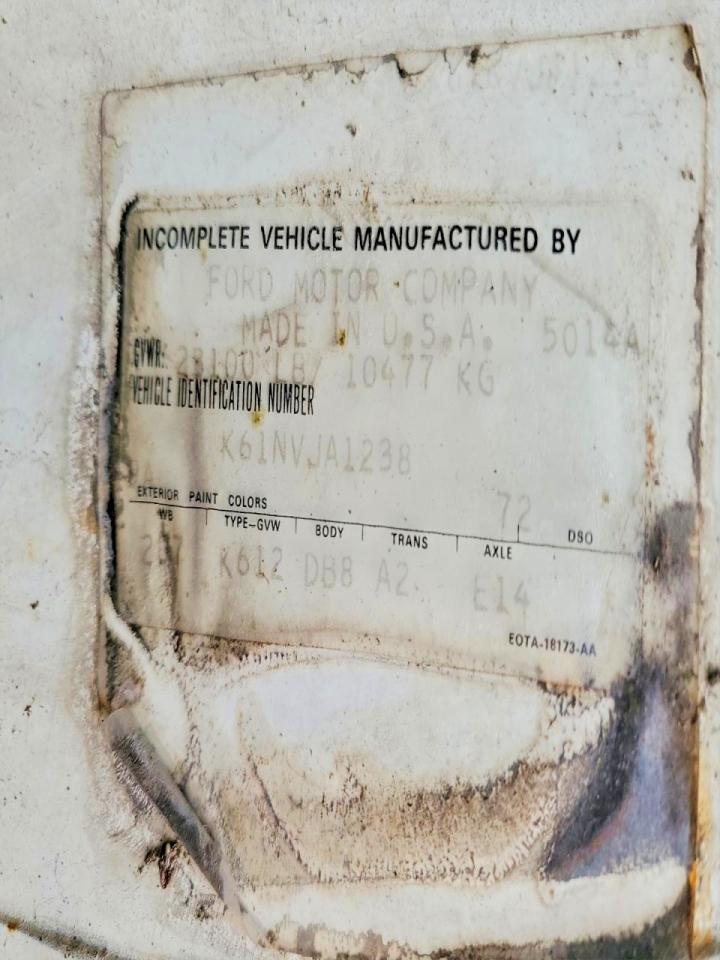 INCOMPLETE VEHICLE MANUFACTURED BY
FORD MOTOR COMPANY
MADE IN U.S.A. 5014A
GVWR: 23100 LB/ 10477 KG
VEHICLE IDENTIFICATION NUMBER
K61NVJA1238
EXTERIOR PAINT COLORS
72
WB TYPE-GVW BODY TRANS AXLE DSO
K612 DB8 A2 E14
EOTA-18173-AA